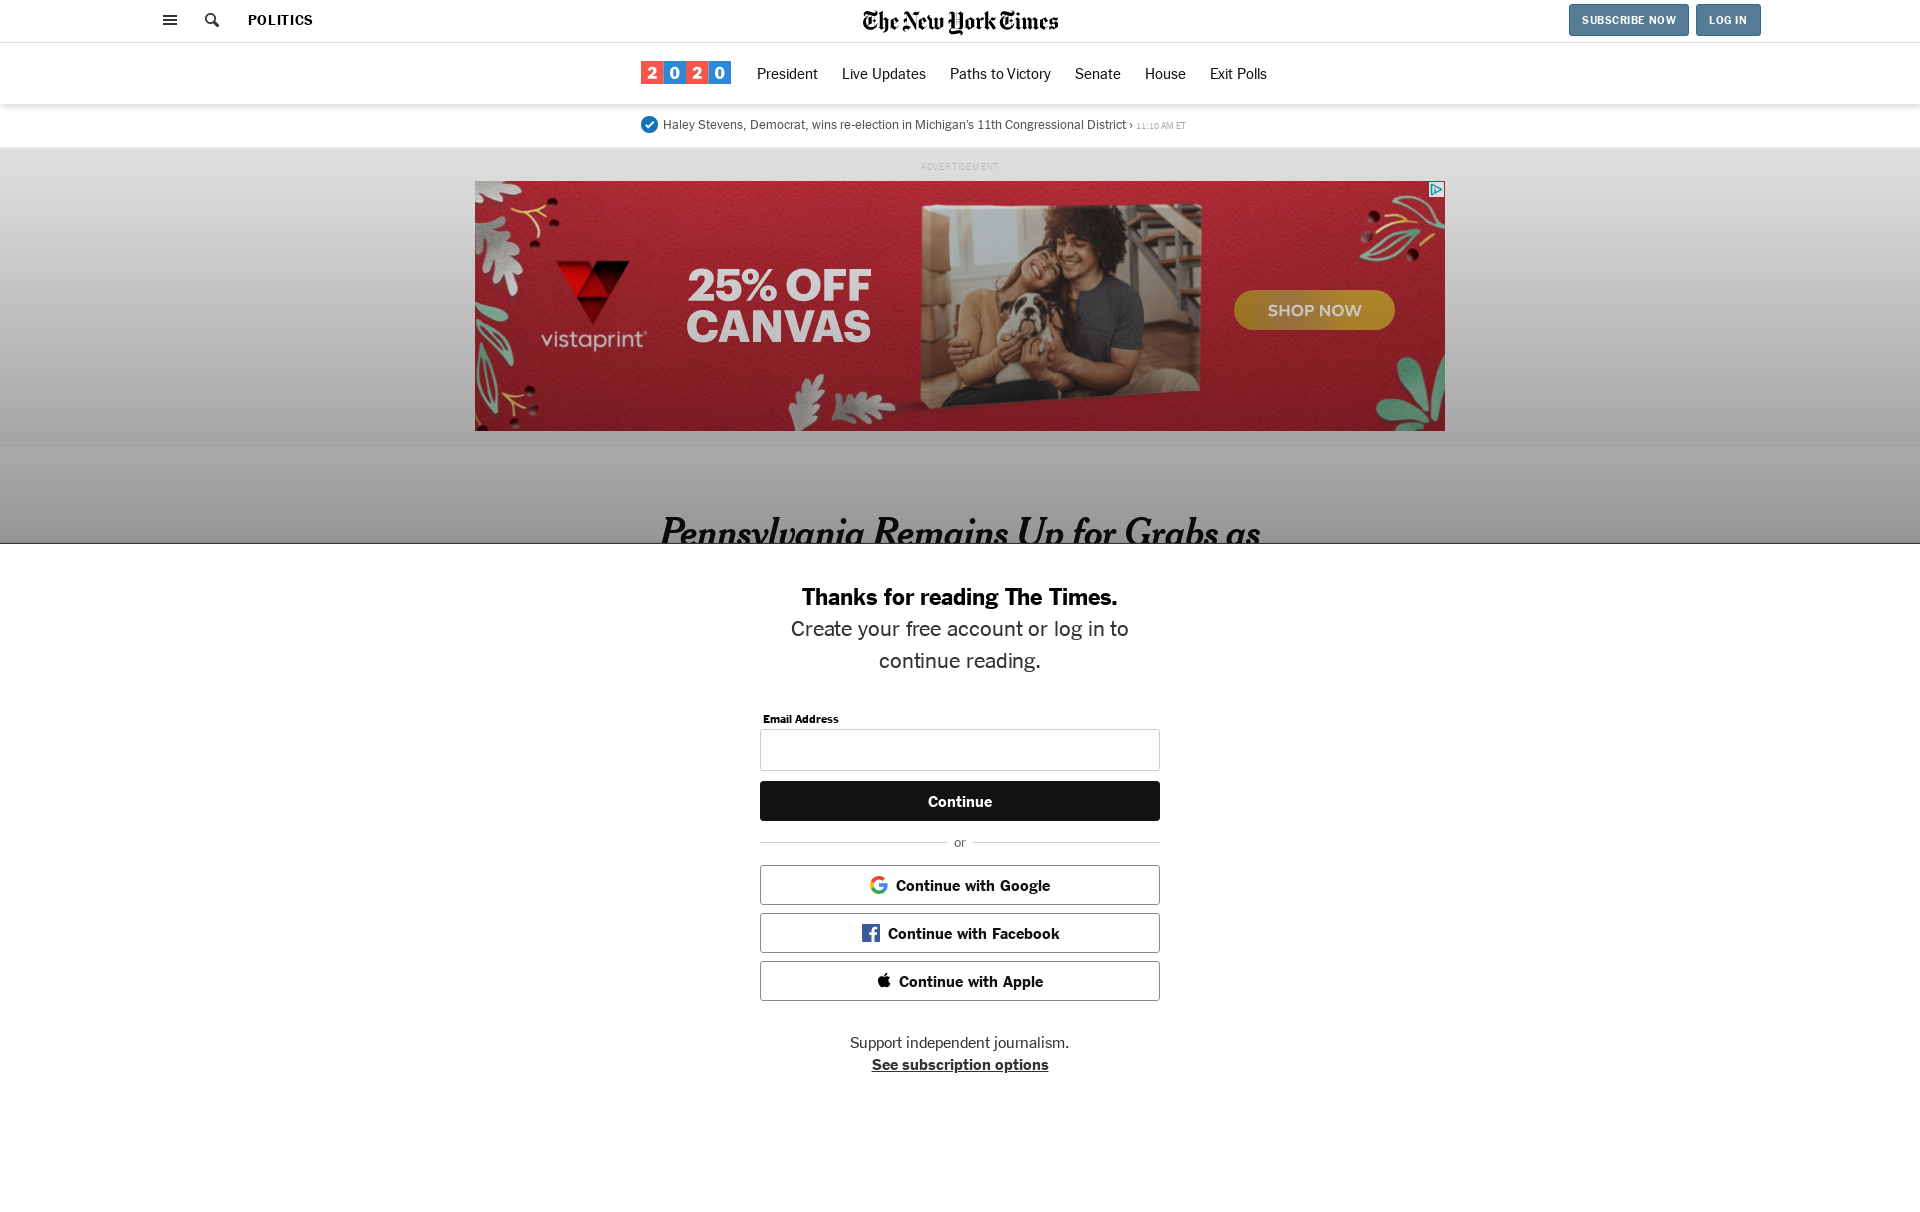 POLITICS
The New York Times
SUBSCRIBE NOW
LOG IN
2020
President
Live Updates
Paths to Victory
Senate
House
Exit Polls
Haley Stevens, Democrat, wins re-election in Michigan's 11th Congressional District › 11:10 AM ET
ADVERTISEMENT
vistaprint®
25% OFF
CANVAS
SHOP NOW
Pennsylvania Remains Up for Grabs as
Thanks for reading The Times.
Create your free account or log in to
continue reading.
Email Address
Continue
or
Continue with Google
Continue with Facebook
Continue with Apple
Support independent journalism.
See subscription options